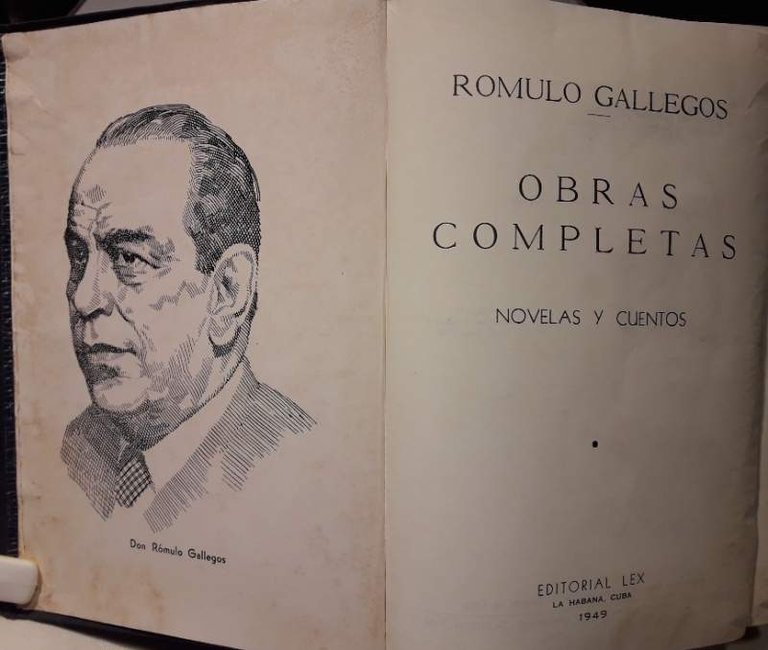 Don Rómulo Gallegos
ROMULO GALLEGOS
OBRAS
COMPLETAS
NOVELAS Y CUENTOS
EDITORIAL LEX
LA HABANA, CUBA
1949